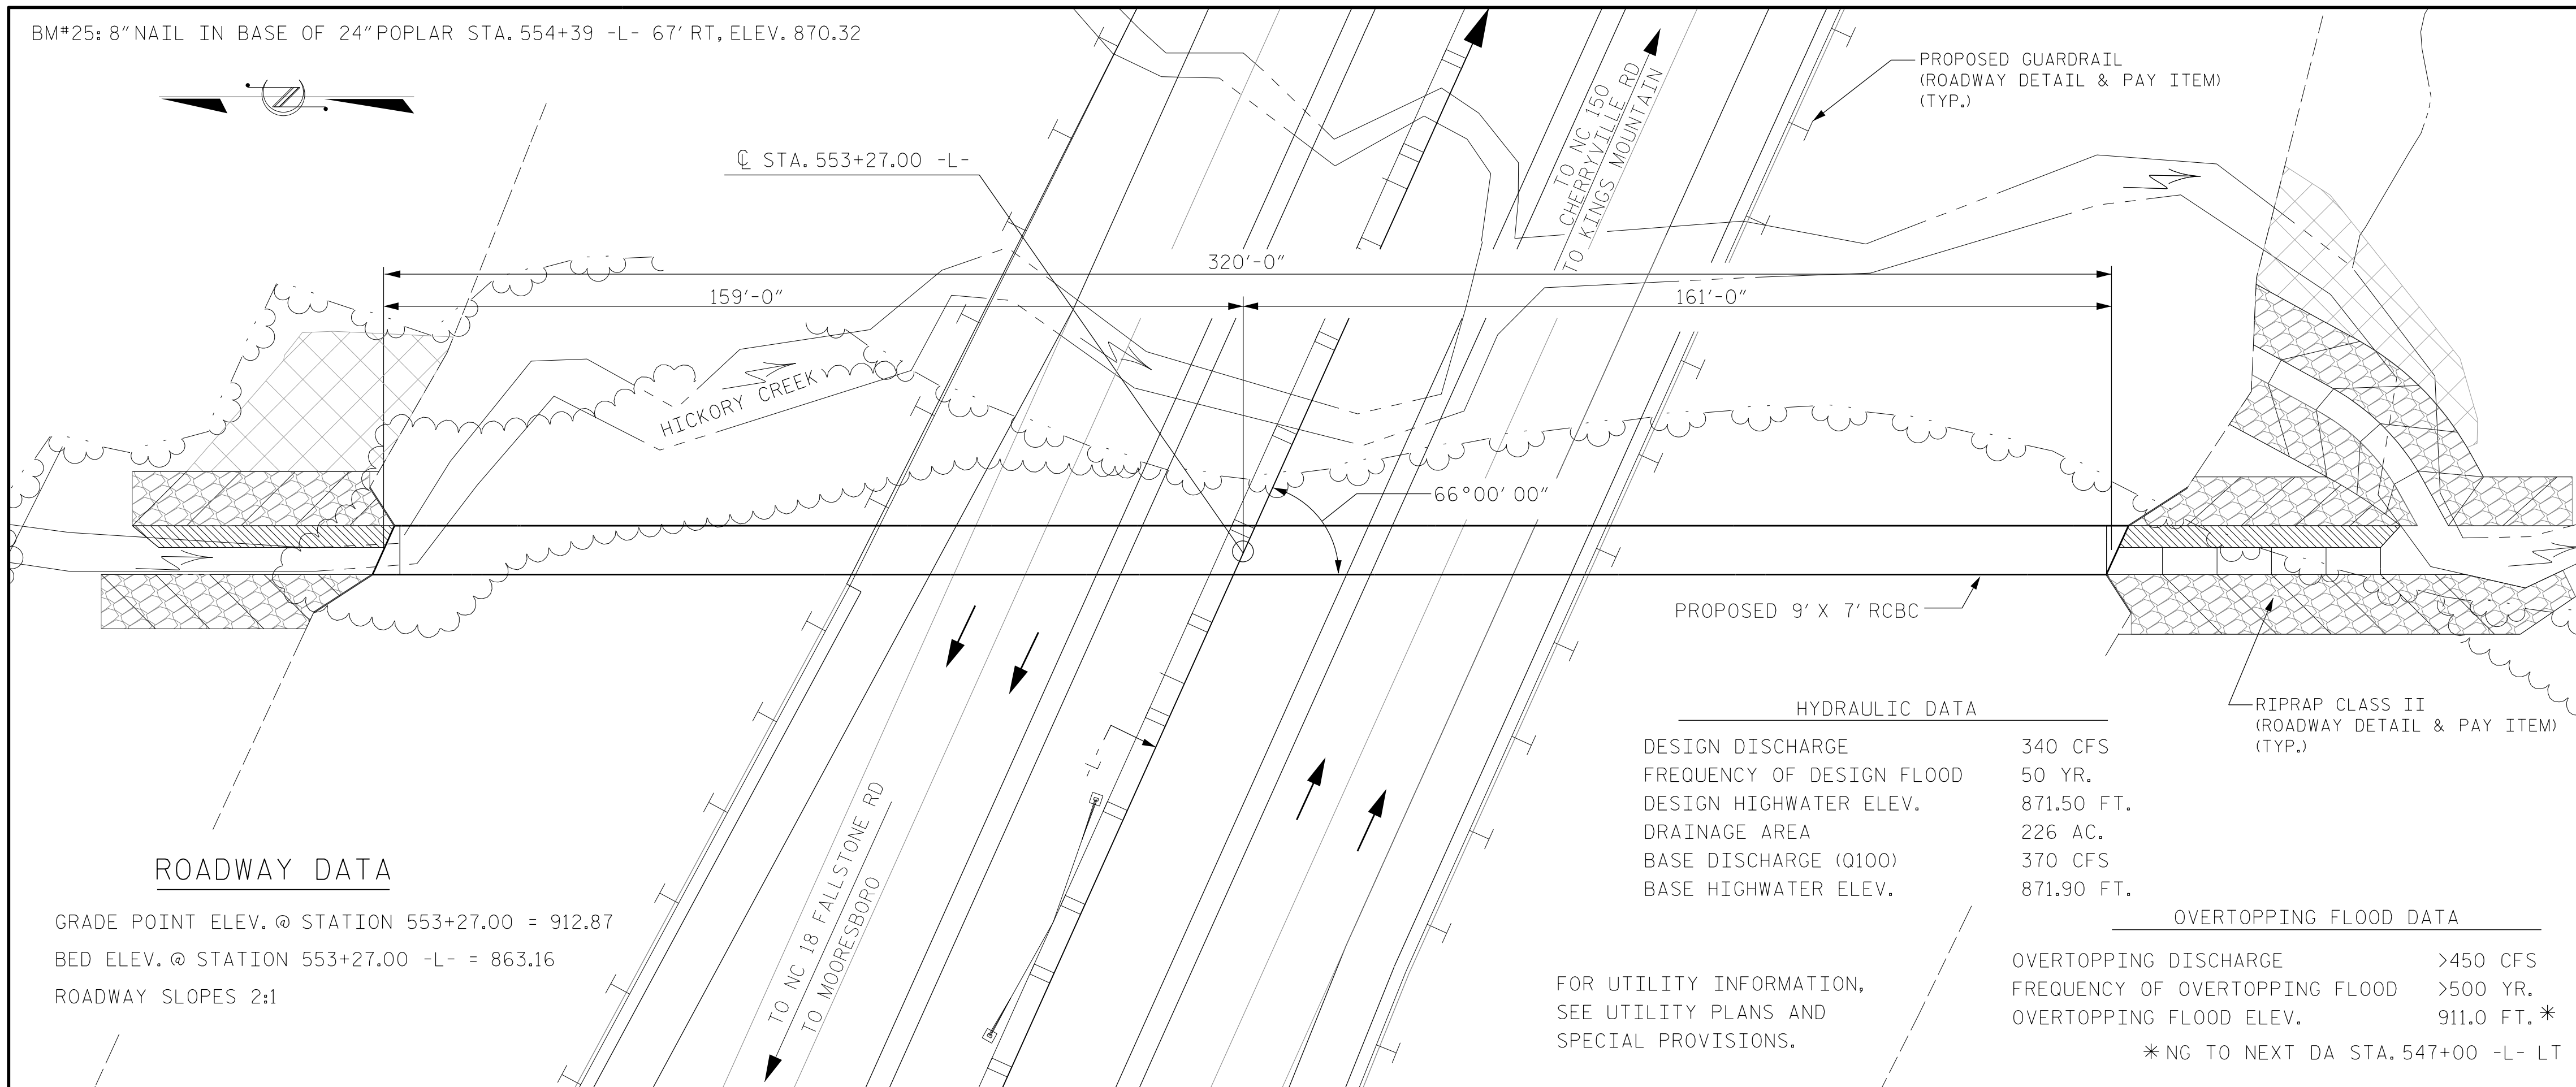 BM#25: 8" NAIL IN BASE OF 24" POPLAR STA. 554+39 -L- 67' RT, ELEV. 870.32
PROPOSED GUARDRAIL
(ROADWAY DETAIL & PAY ITEM)
(TYP.)
TO NC 150
CHERRYVILLE RD
TO KINGS MOUNTAIN
℄ STA. 553+27.00 -L-
320'-0"
159'-0"
161'-0"
HICKORY CREEK
66°00'00"
PROPOSED 9' X 7' RCBC
RIPRAP CLASS II
(ROADWAY DETAIL & PAY ITEM)
(TYP.)
-L-
TO NC 18 FALLSTONE RD
TO MOORESBORO
HYDRAULIC DATA
DESIGN DISCHARGE 340 CFS
FREQUENCY OF DESIGN FLOOD 50 YR.
DESIGN HIGHWATER ELEV. 871.50 FT.
DRAINAGE AREA 226 AC.
BASE DISCHARGE (Q100) 370 CFS
BASE HIGHWATER ELEV. 871.90 FT.
ROADWAY DATA
GRADE POINT ELEV. @ STATION 553+27.00 = 912.87
BED ELEV. @ STATION 553+27.00 -L- = 863.16
ROADWAY SLOPES 2:1
FOR UTILITY INFORMATION,
SEE UTILITY PLANS AND
SPECIAL PROVISIONS.
OVERTOPPING FLOOD DATA
OVERTOPPING DISCHARGE >450 CFS
FREQUENCY OF OVERTOPPING FLOOD >500 YR.
OVERTOPPING FLOOD ELEV. 911.0 FT. *
* NG TO NEXT DA STA. 547+00 -L- LT